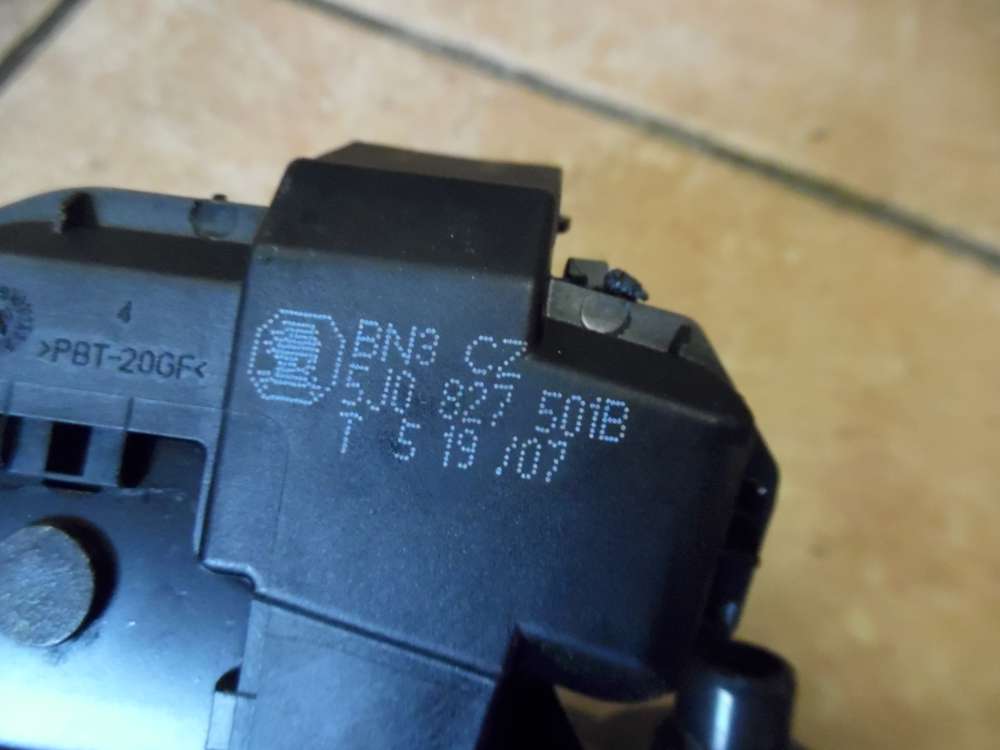 4
>PBT-20GF<
BN3 CZ
5J0 827 501B
T 5 19 /07